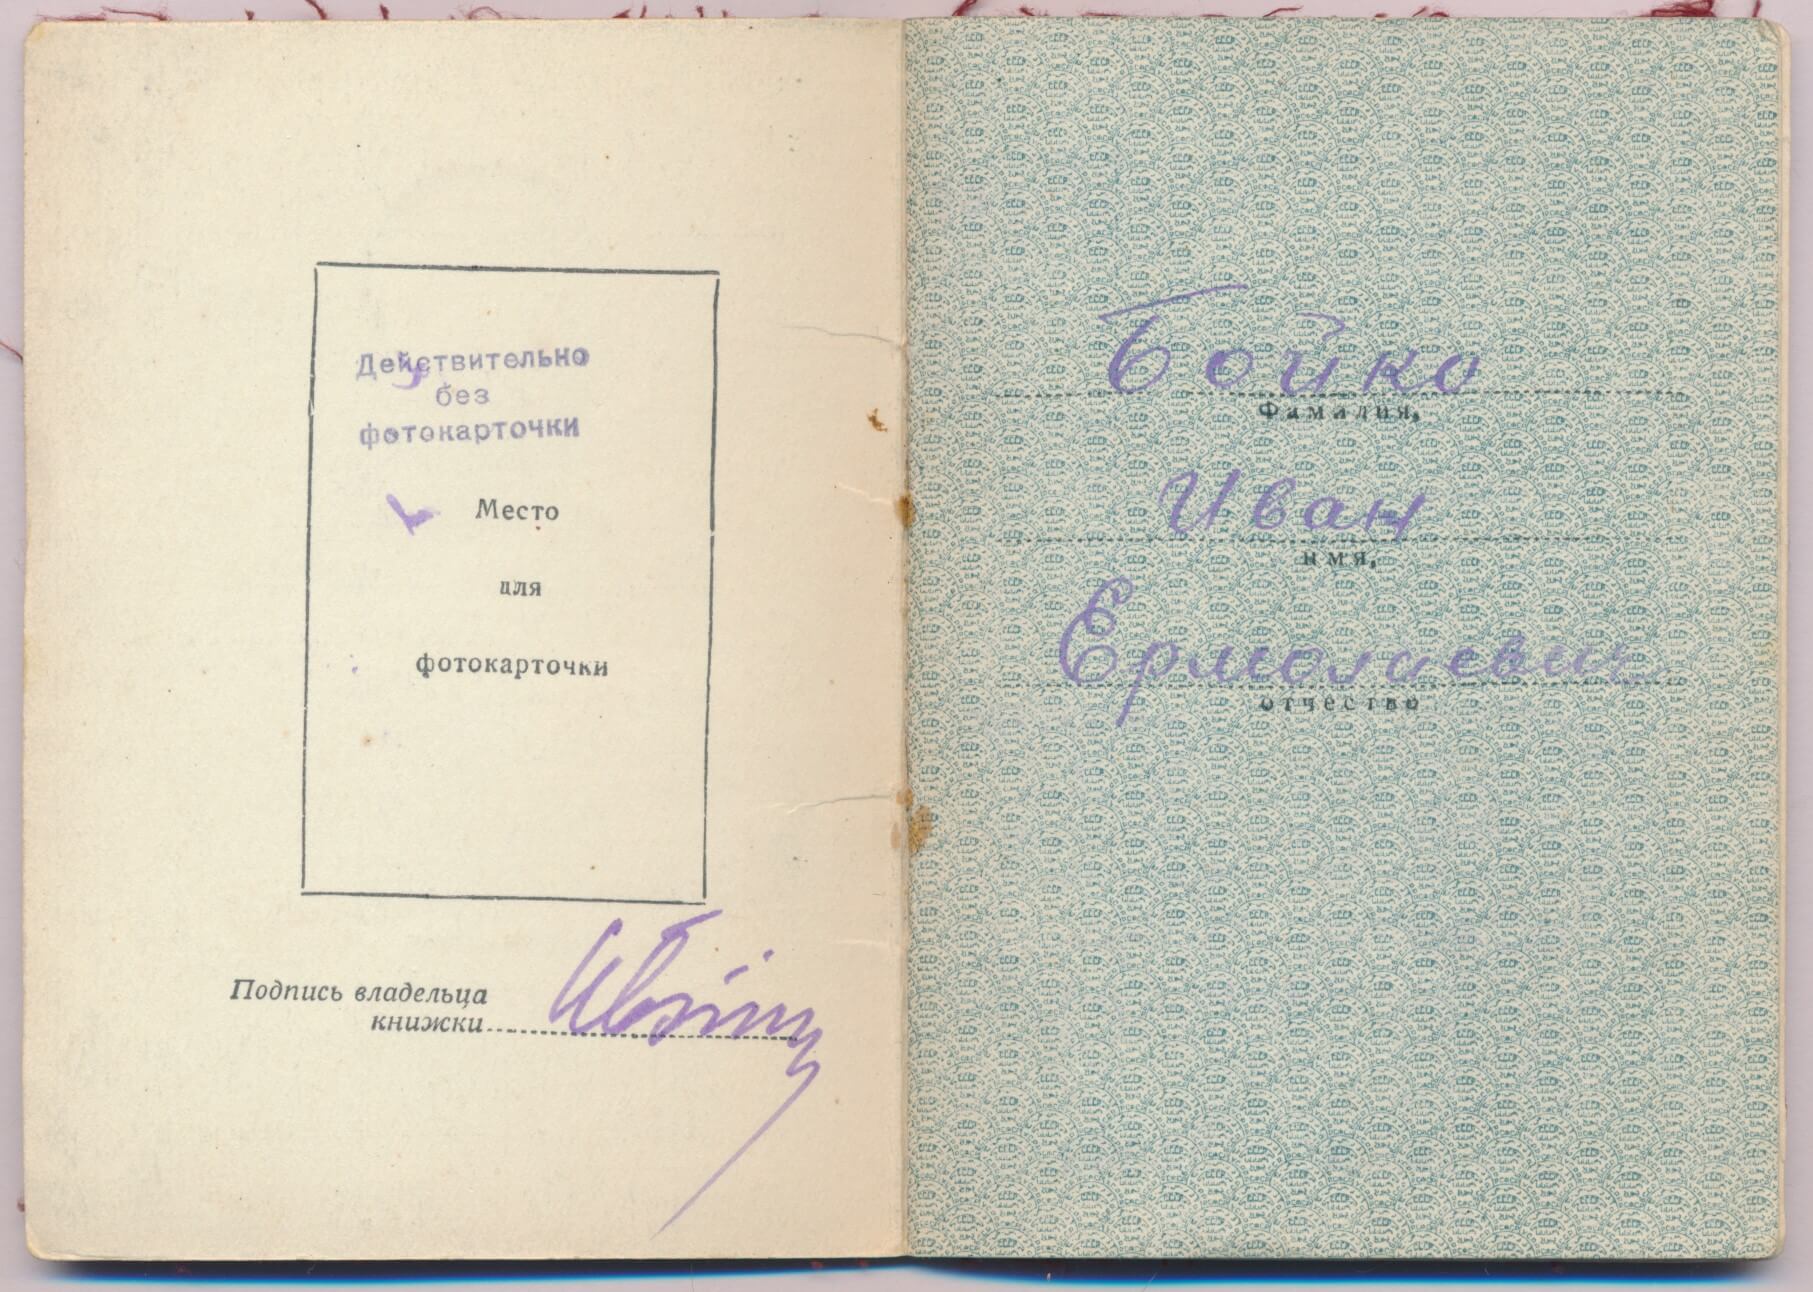 Действительно
без
фотокарточки
Место
для
фотокарточки
Подпись владельца
книжки
Бойко
Фамилия,
Иван
имя,
Ермолаевич
отчество